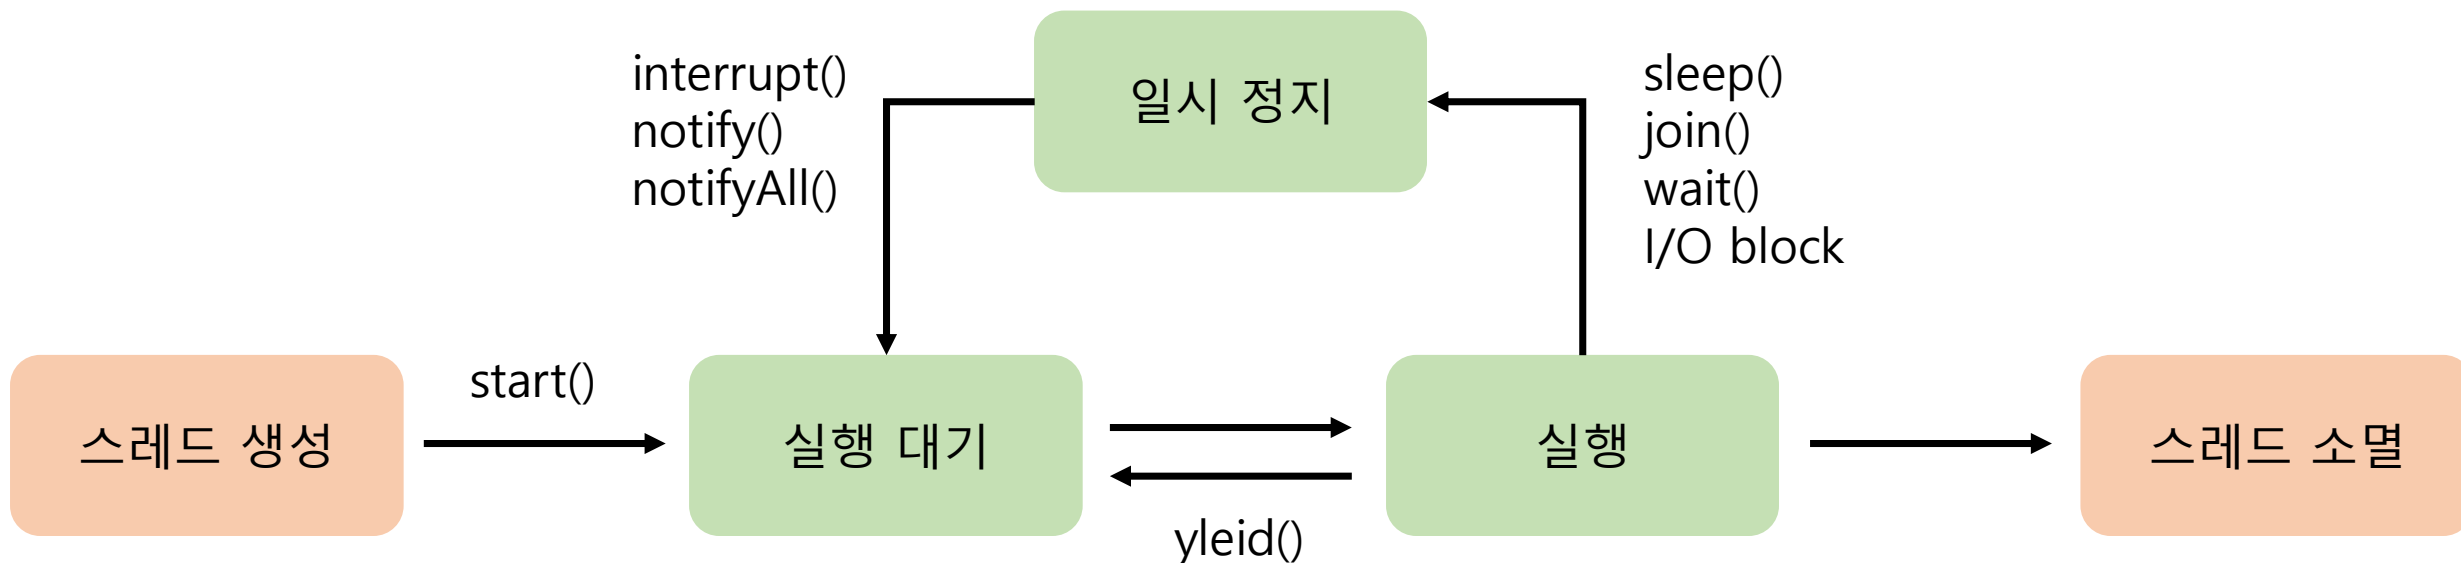 interrupt()
notify()
notifyAll()
일시 정지
sleep()
join()
wait()
I/O block
스레드 생성
start()
실행 대기
yleid()
실행
스레드 소멸